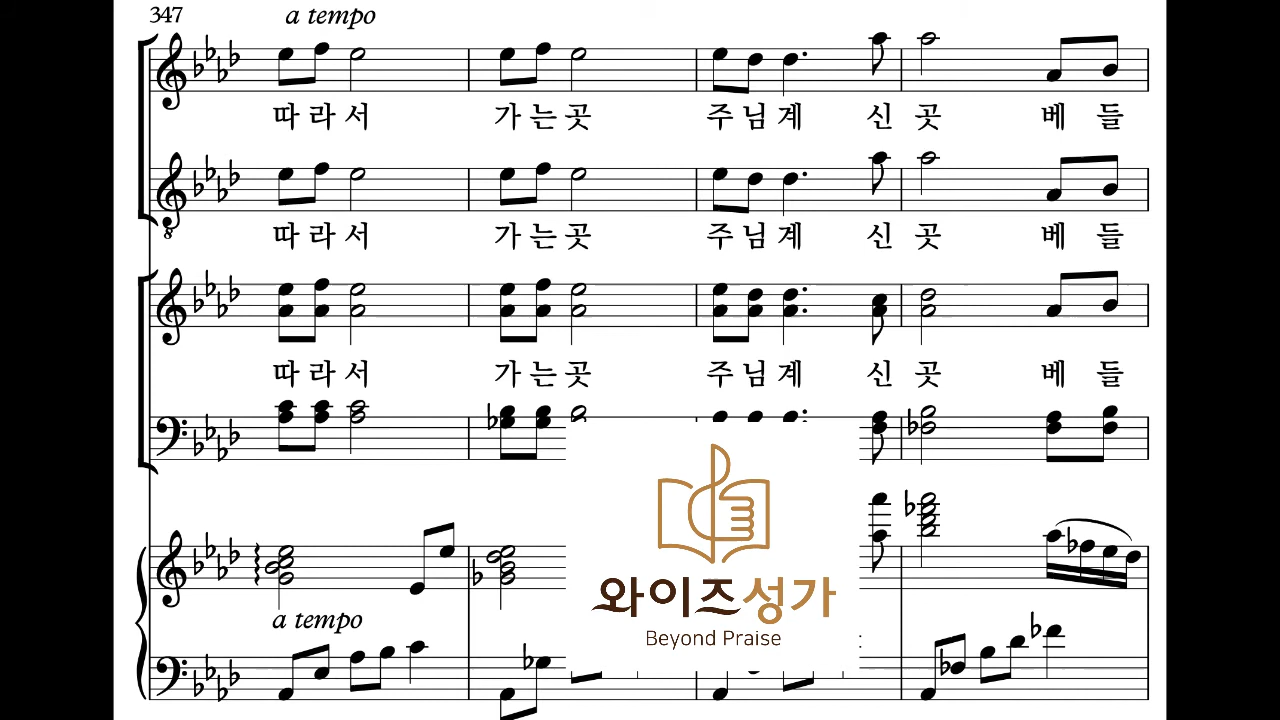 347
a tempo
따라서 가는곳 주님계 신 곳 베 들
8
따라서 가는곳 주님계 신 곳 베 들
따라서 가는곳 주님계 신 곳 베 들
와이즈성가
a tempo
Beyond Praise